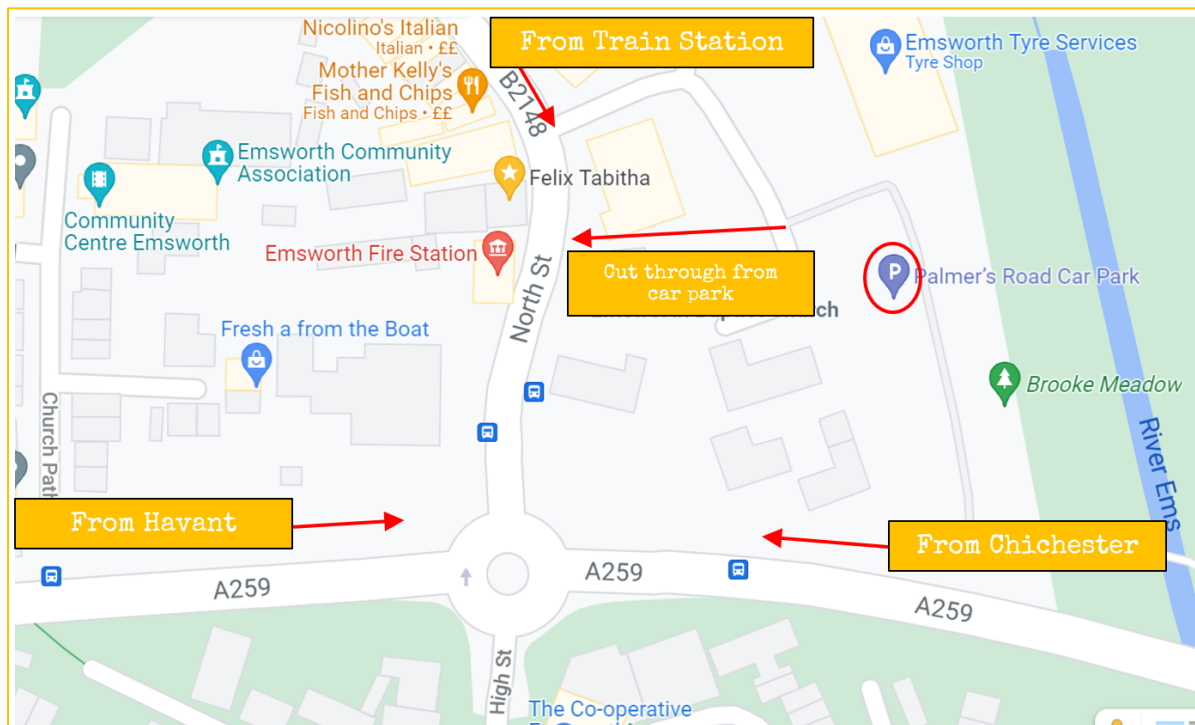 Nicolino's Italian
Italian • ££
From Train Station
Emsworth Tyre Services
Tyre Shop
Mother Kelly's
Fish and Chips
Fish and Chips • ££
B2148
Emsworth Community
Association
Felix Tabitha
Community
Centre Emsworth
Emsworth Fire Station
Cut through from
car park
P
Palmer's Road Car Park
North St
Fresh a from the Boat
Brooke Meadow
Church Path
River Ems
From Havant
From Chichester
A259
A259
A259
High St
The Co-operative